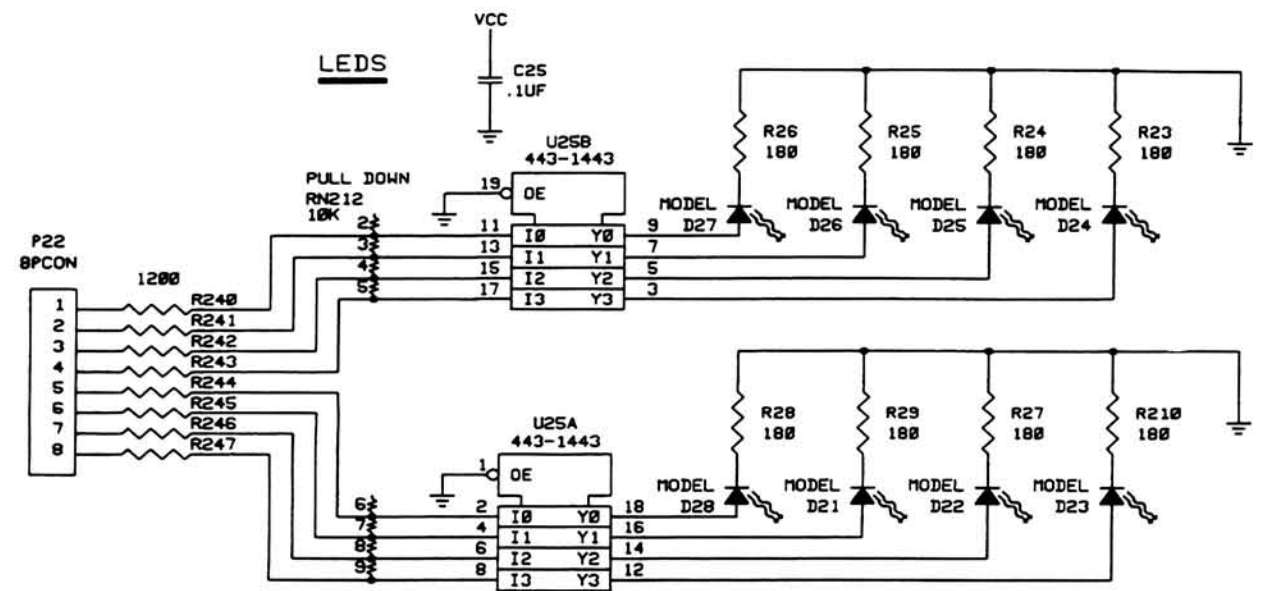 VCC
LEDS
C25
.1UF
R26
180
R25
180
R24
180
R23
180
U25B
443-1443
19
OE
PULL DOWN
RN212
10K
MODEL
D27
MODEL
D26
MODEL
D25
MODEL
D24
2
11
I0
Y0
9
3
13
I1
Y1
7
4
15
I2
Y2
5
5
17
I3
Y3
3
P22
8PCON
1200
1
R240
2
R241
3
R242
4
R243
5
R244
6
R245
7
R246
8
R247
R28
180
R29
180
R27
180
R210
180
U25A
443-1443
1
OE
MODEL
D28
MODEL
D21
MODEL
D22
MODEL
D23
6
2
I0
Y0
18
7
4
I1
Y1
16
8
6
I2
Y2
14
9
8
I3
Y3
12